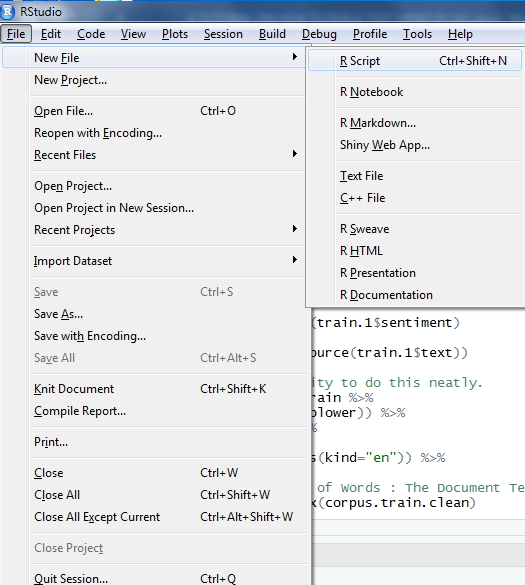 RStudio
File Edit Code View Plots Session Build Debug Profile Tools Help
New File
New Project...
Open File... Ctrl+O
Reopen with Encoding...
Recent Files
Open Project...
Open Project in New Session...
Recent Projects
Import Dataset
Save Ctrl+S
Save As...
Save with Encoding...
Save All Ctrl+Alt+S
Knit Document Ctrl+Shift+K
Compile Report...
Print...
Close Ctrl+W
Close All Ctrl+Shift+W
Close All Except Current Ctrl+Alt+Shift+W
Close Project
Quit Session... Ctrl+Q
R Script Ctrl+Shift+N
R Notebook
R Markdown...
Shiny Web App...
Text File
C++ File
R Sweave
R HTML
R Presentation
R Documentation
(train.1$sentiment)
ource(train.1$text))
ity to do this neatly.
rain %>%
olower)) %>%
%
s(kind="en")) %>%
of Words : The Document Te
x(corpus.train.clean)